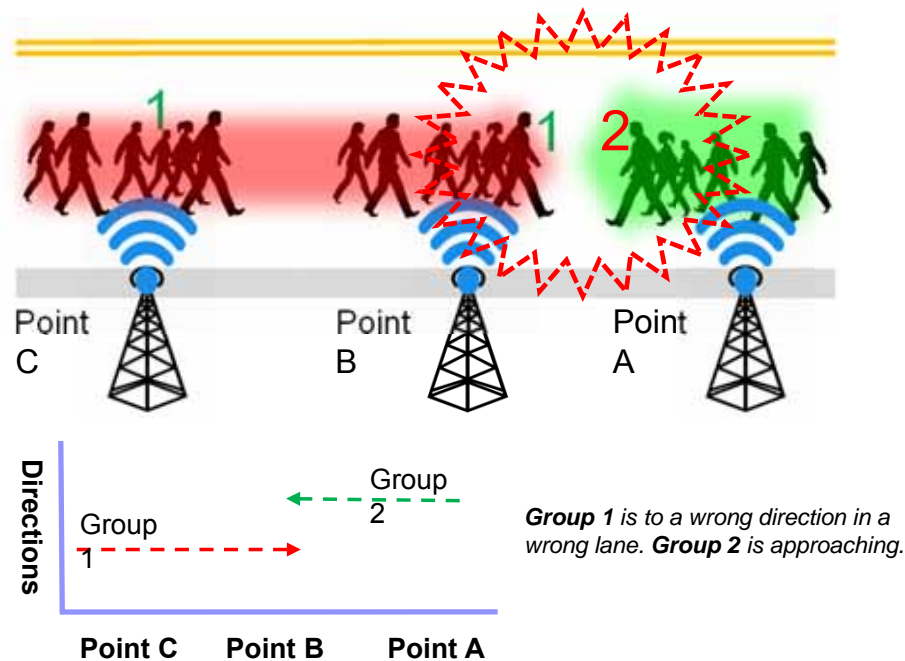 1
1
2
Point
C
Point
B
Point
A
Directions
Group
1
Group
2
Group 1 is to a wrong direction in a
wrong lane. Group 2 is approaching.
Point C Point B Point A